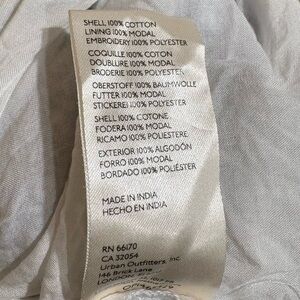 SHELL 100% COTTON
LINING 100% MODAL
EMBROIDERY 100% POLYESTER
COQUILLE 100% COTON
DOUBLURE 100% MODAL
BRODERIE 100% POLYESTER
OBERSTOFF 100% BAUMWOLLE
FUTTER 100% MODAL
STICKEREI 100% POLYESTER
SHELL 100% COTONE
FODERA 100% MODAL
RICAMO 100% POLIESTERE
EXTERIOR 100% ALGODÓN
FORRO 100% MODAL
BORDADO 100% POLIÉSTER
MADE IN INDIA
HECHO EN INDIA
RN 66170
CA 32054
Urban Outfitters, Inc.
146 Brick Lane
LONDON